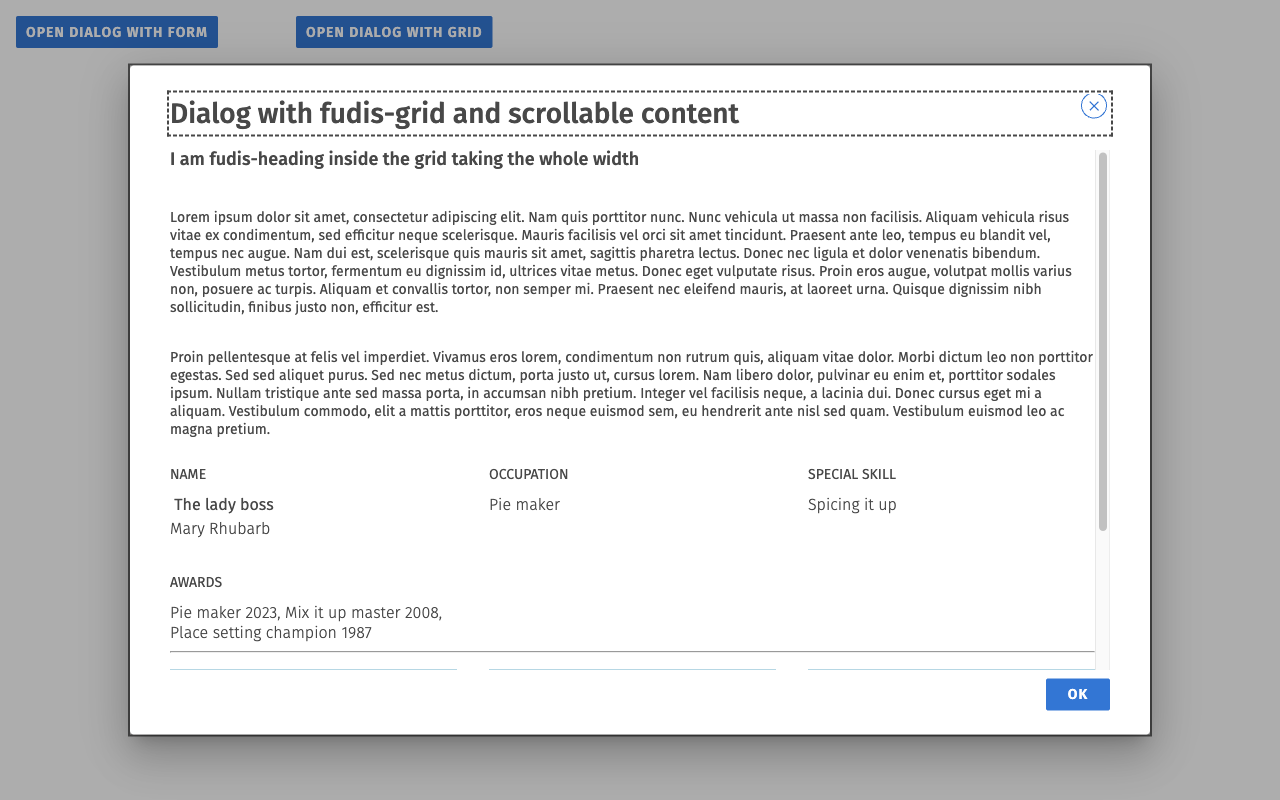 OPEN DIALOG WITH FORM
OPEN DIALOG WITH GRID
Dialog with fudis-grid and scrollable content
I am fudis-heading inside the grid taking the whole width
Lorem ipsum dolor sit amet, consectetur adipiscing elit. Nam quis porttitor nunc. Nunc vehicula ut massa non facilisis. Aliquam vehicula risus
vitae ex condimentum, sed efficitur neque scelerisque. Mauris facilisis vel orci sit amet tincidunt. Praesent ante leo, tempus eu blandit vel,
tempus nec augue. Nam dui est, scelerisque quis mauris sit amet, sagittis pharetra lectus. Donec nec ligula et dolor venenatis bibendum.
Vestibulum metus tortor, fermentum eu dignissim id, ultrices vitae metus. Donec eget vulputate risus. Proin eros augue, volutpat mollis varius
non, posuere ac turpis. Aliquam et convallis tortor, non semper mi. Praesent nec eleifend mauris, at laoreet urna. Quisque dignissim nibh
sollicitudin, finibus justo non, efficitur est.
Proin pellentesque at felis vel imperdiet. Vivamus eros lorem, condimentum non rutrum quis, aliquam vitae dolor. Morbi dictum leo non porttitor
egestas. Sed sed aliquet purus. Sed nec metus dictum, porta justo ut, cursus lorem. Nam libero dolor, pulvinar eu enim et, porttitor sodales
ipsum. Nullam tristique ante sed massa porta, in accumsan nibh pretium. Integer vel facilisis neque, a lacinia dui. Donec cursus eget mi a
aliquam. Vestibulum commodo, elit a mattis porttitor, eros neque euismod sem, eu hendrerit ante nisl sed quam. Vestibulum euismod leo ac
magna pretium.
NAME
The lady boss
Mary Rhubarb
OCCUPATION
Pie maker
SPECIAL SKILL
Spicing it up
AWARDS
Pie maker 2023, Mix it up master 2008,
Place setting champion 1987
OK